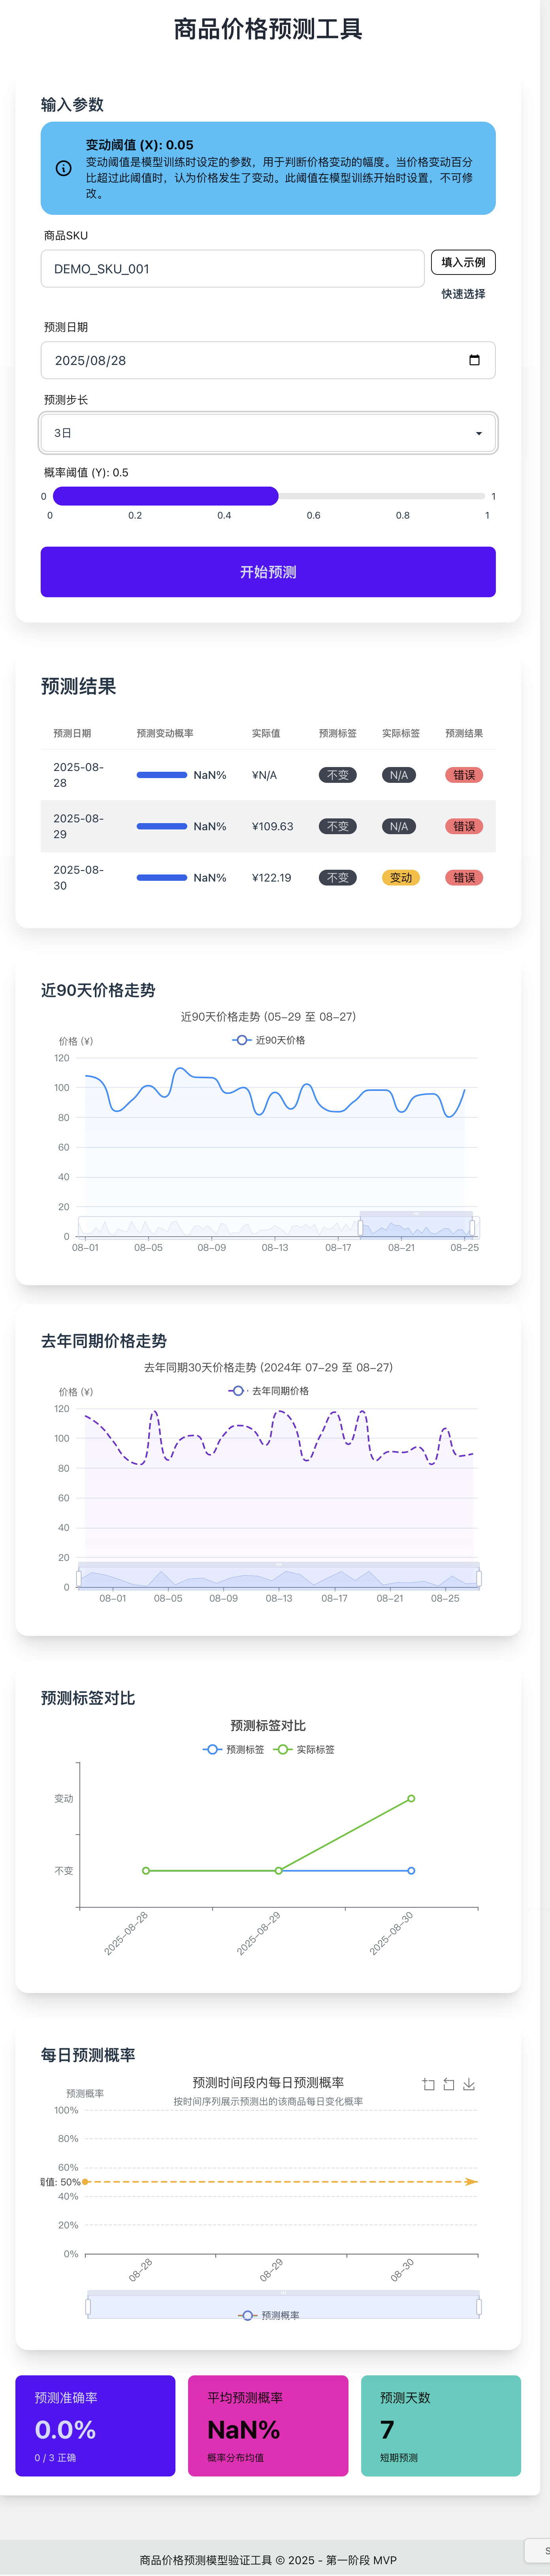 商品价格预测工具
输入参数
变动阈值 (X): 0.05
变动阈值是模型训练时设定的参数，用于判断价格变动的幅度。当价格变动百分
比超过此阈值时，认为价格发生了变动。此阈值在模型训练开始时设置，不可修
改。
商品SKU
DEMO_SKU_001
填入示例
快速选择
预测日期
2025/08/28
预测步长
3日
概率阈值 (Y): 0.5
0 1
0 0.2 0.4 0.6 0.8 1
开始预测
预测结果
预测日期 预测变动概率 实际值 预测标签 实际标签 预测结果
2025-08-
28
NaN% ¥N/A 不变 N/A 错误
2025-08-
29
NaN% ¥109.63 不变 N/A 错误
2025-08-
30
NaN% ¥122.19 不变 变动 错误
近90天价格走势
近90天价格走势 (05-29 至 08-27)
价格 (¥)
近90天价格
120
100
80
60
40
20
0
08-01 08-05 08-09 08-13 08-17 08-21 08-25
去年同期价格走势
去年同期30天价格走势 (2024年 07-29 至 08-27)
价格 (¥)
去年同期价格
120
100
80
60
40
20
0
08-01 08-05 08-09 08-13 08-17 08-21 08-25
预测标签对比
预测标签对比
预测标签 实际标签
变动
不变
2025-08-28 2025-08-29 2025-08-30
每日预测概率
预测时间段内每日预测概率
预测概率
按时间序列展示预测出的该商品每日变化概率
100%
80%
60%
值: 50%
40%
20%
0%
08-28 08-29 08-30
预测概率
预测准确率
0.0%
0 / 3 正确
平均预测概率
NaN%
概率分布均值
预测天数
7
短期预测
S
商品价格预测模型验证工具 © 2025 - 第一阶段 MVP